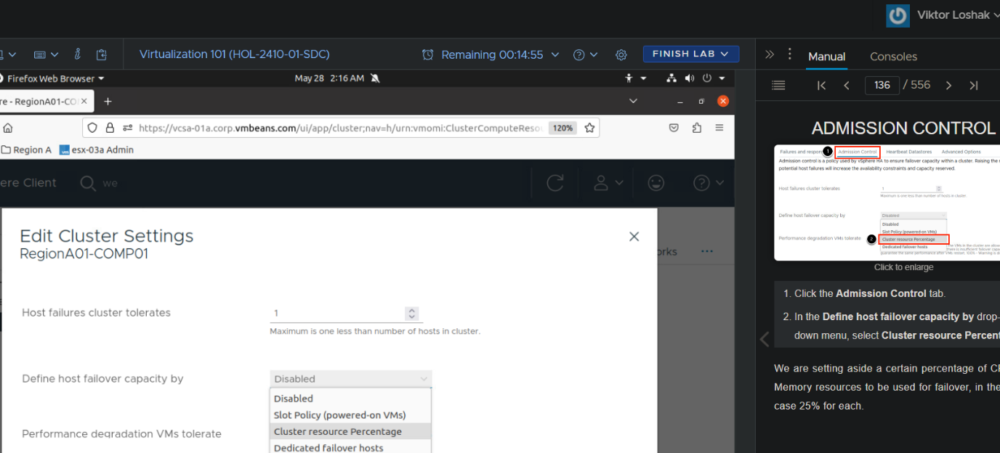 Viktor Loshak
Virtualization 101 (HOL-2410-01-SDC)
Remaining 00:14:55
FINISH LAB
Manual
Consoles
Firefox Web Browser
May 28 2:16 AM
136 / 556
re - RegionA01-CO
https://vcsa-01a.corp.vmbeans.com/ui/app/cluster;nav=h/urn:vmomi:ClusterComputeReso
120%
Region A
esx-03a Admin
ere Client
we
Edit Cluster Settings
RegionA01-COMP01
orks
Host failures cluster tolerates
1
Maximum is one less than number of hosts in cluster.
Define host failover capacity by
Disabled
Disabled
Slot Policy (powered-on VMs)
Cluster resource Percentage
Dedicated failover hosts
Performance degradation VMs tolerate
ADMISSION CONTROL
Failures and respon
1
Admission Control
Heartbeat Datastores
Advanced Options
Admission control is a policy used by vSphere HA to ensure failover capacity within a cluster. Raising the
potential host failures will increase the availability constraints and capacity reserved.
Host failures cluster tolerates
1
Maximum is one less than number of hosts in cluster.
Define host failover capacity by
Disabled
Disabled
Slot Policy (powered-on VMs)
Performance degradation VMs tolerate
2
Cluster resource Percentage
Dedicated failover hosts
Click to enlarge
1. Click the Admission Control tab.
2. In the Define host failover capacity by drop-
down menu, select Cluster resource Percent
We are setting aside a certain percentage of CP
Memory resources to be used for failover, in the
case 25% for each.